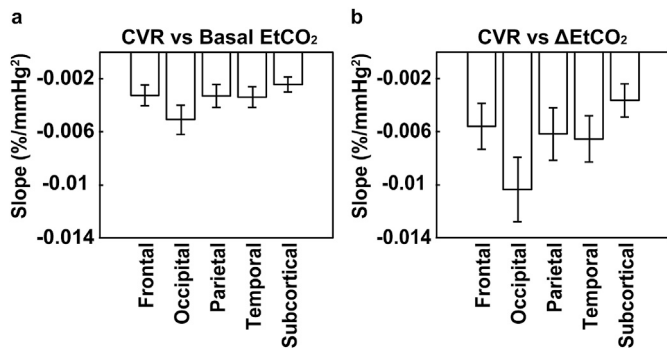 a
CVR vs Basal EtCO₂
Slope (%/mmHg²)
-0.002
-0.006
-0.01
-0.014
Frontal
Occipital
Parietal
Temporal
Subcortical
b
CVR vs ΔEtCO₂
Slope (%/mmHg²)
-0.002
-0.006
-0.01
-0.014
Frontal
Occipital
Parietal
Temporal
Subcortical